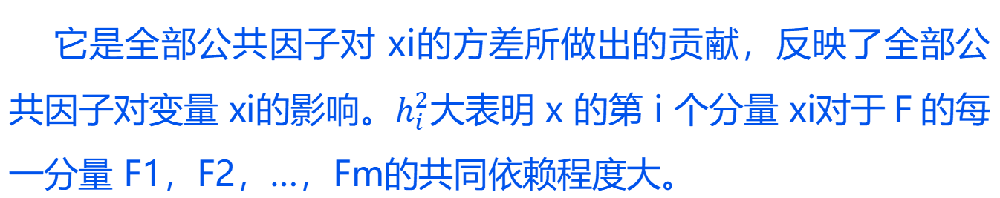 它是全部公共因子对 xi的方差所做出的贡献，反映了全部公
共因子对变量 xi的影响。$h_i^2$大表明 x 的第 i 个分量 xi对于 F 的每
一分量 F1，F2，…，Fm的共同依赖程度大。